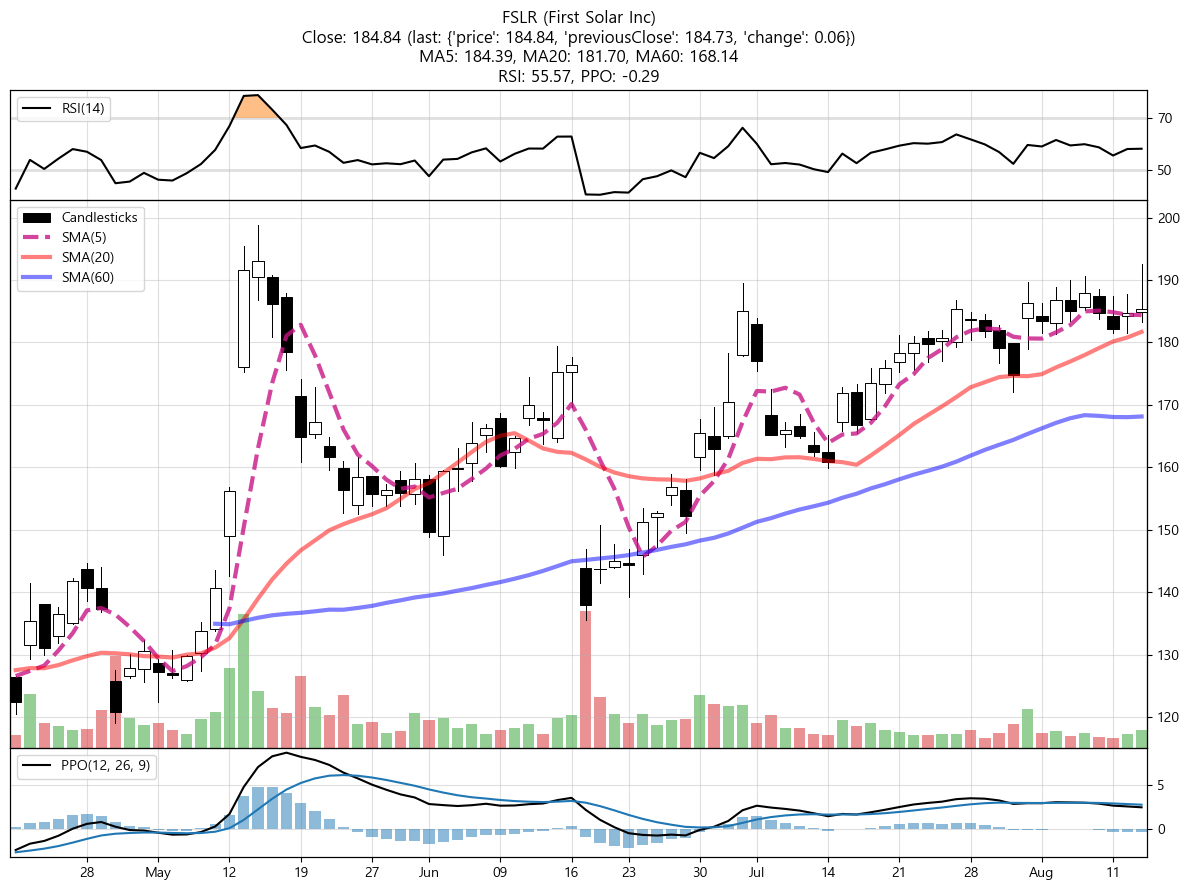 FSLR (First Solar Inc)
Close: 184.84 (last: {'price': 184.84, 'previousClose': 184.73, 'change': 0.06})
MA5: 184.39, MA20: 181.70, MA60: 168.14
RSI: 55.57, PPO: -0.29
RSI(14)
70
50
Candlesticks
SMA(5)
SMA(20)
SMA(60)
200
190
180
170
160
150
140
130
120
PPO(12, 26, 9)
5
0
28 May 12 19 27 Jun 09 16 23 30 Jul 14 21 28 Aug 11